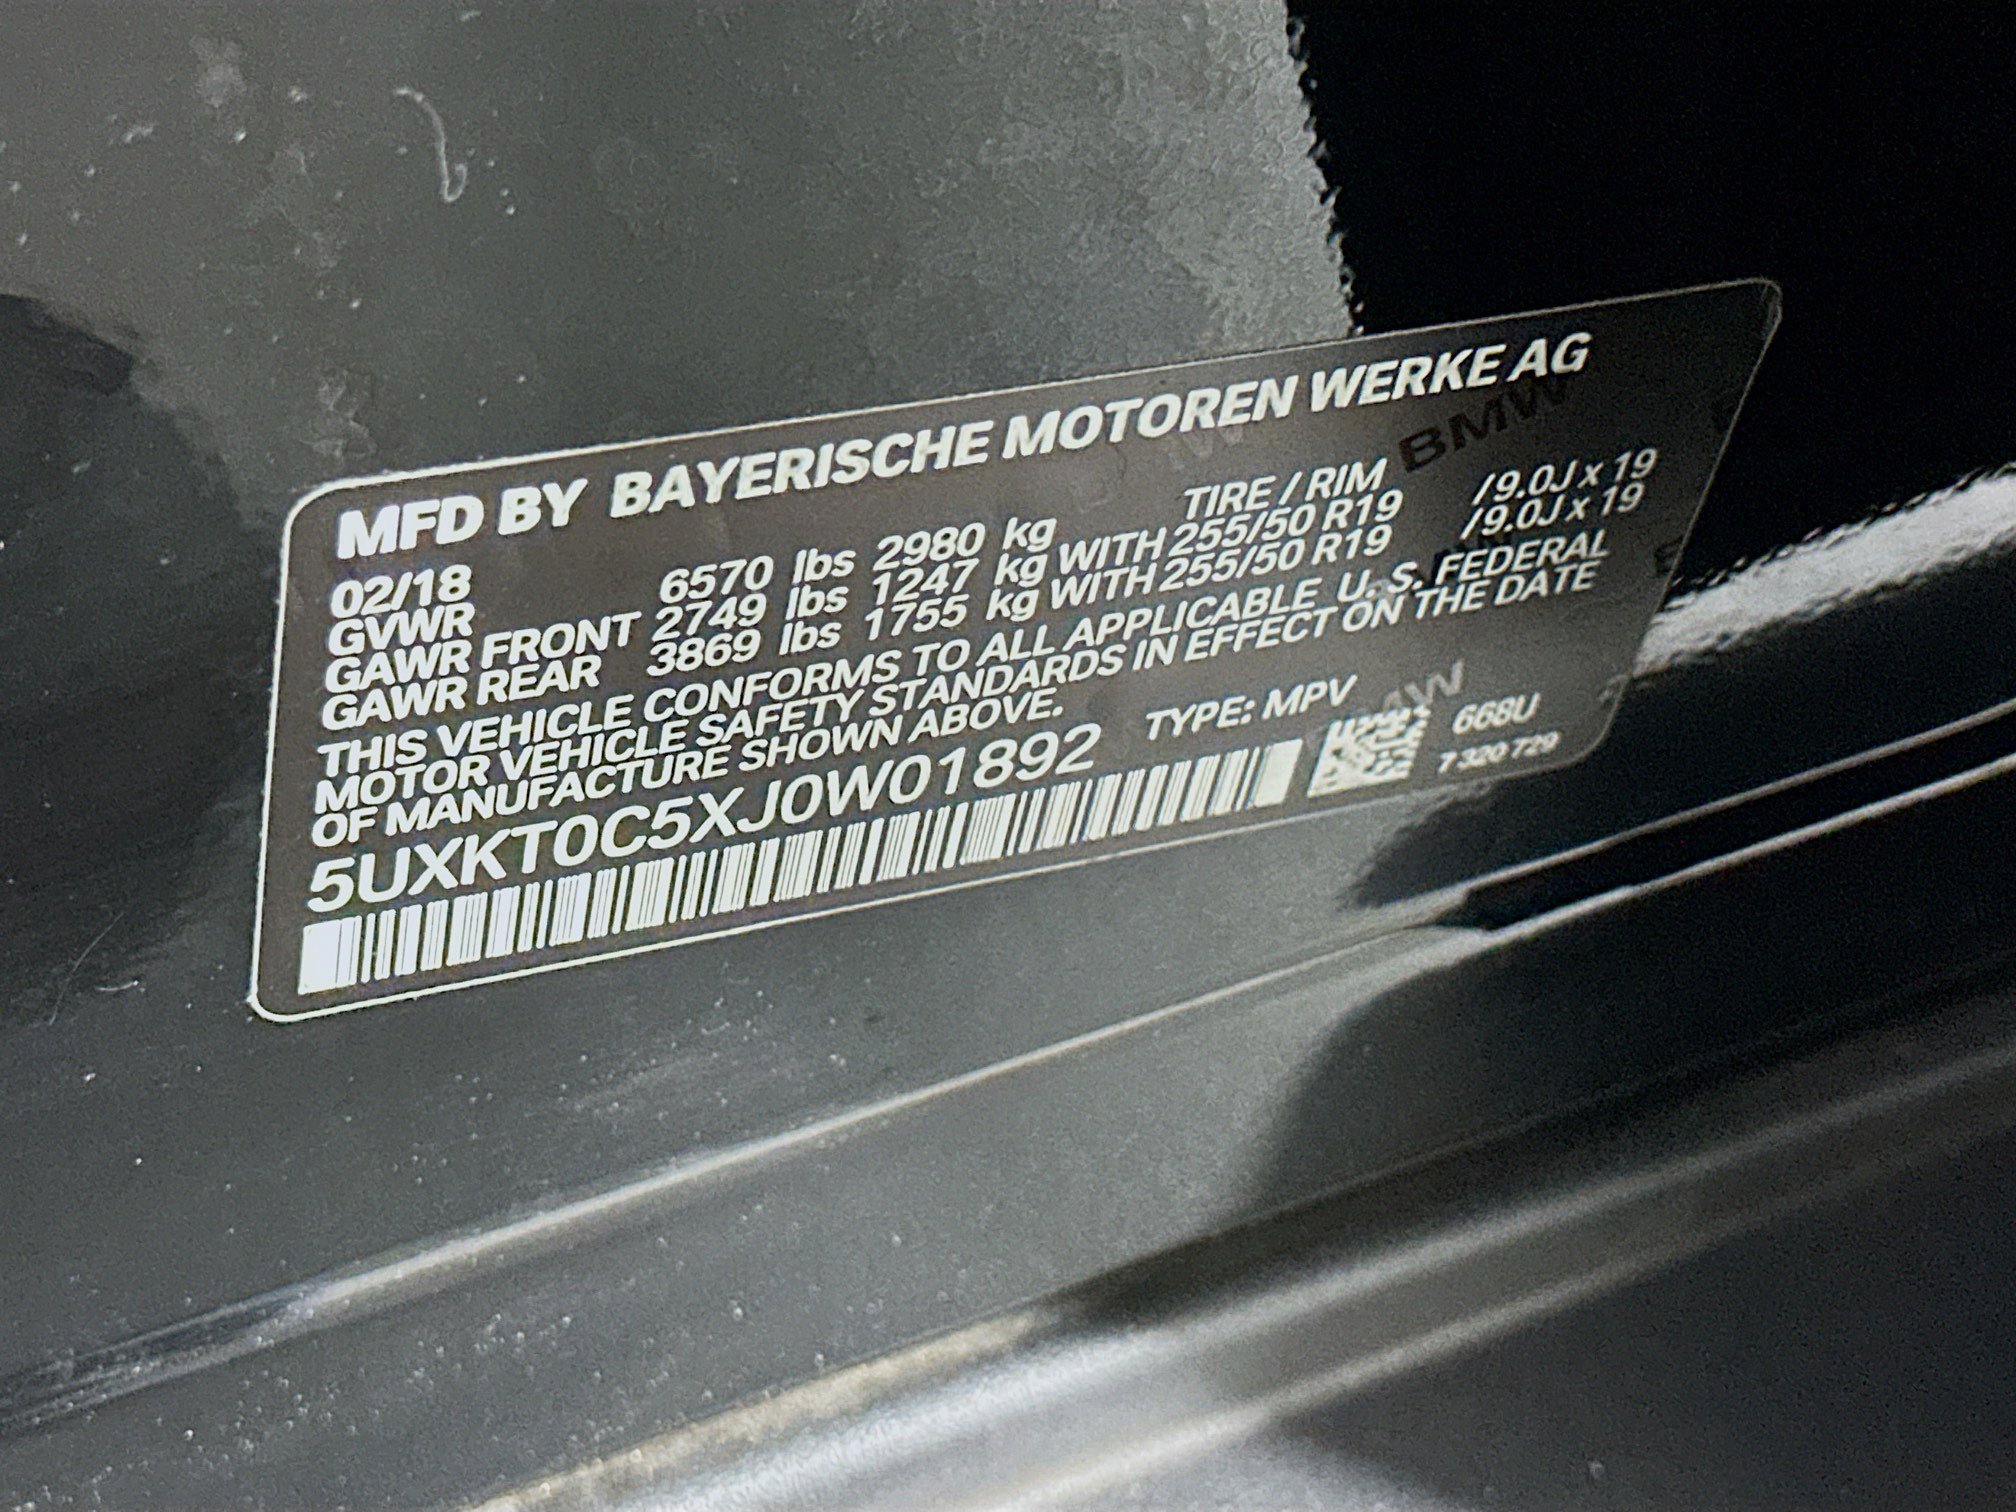 MFD BY BAYERISCHE MOTOREN WERKE AG
02/18 TIRE / RIM
GVWR 6570 lbs 2980 kg
GAWR FRONT 2749 lbs 1247 kg WITH 255/50 R19 /9.0J x 19
GAWR REAR 3869 lbs 1755 kg WITH 255/50 R19 /9.0J x 19
THIS VEHICLE CONFORMS TO ALL APPLICABLE U. S. FEDERAL
MOTOR VEHICLE SAFETY STANDARDS IN EFFECT ON THE DATE
OF MANUFACTURE SHOWN ABOVE.
5UXKT0C5XJ0W01892 TYPE: MPV
668U
7 320 729
BMW